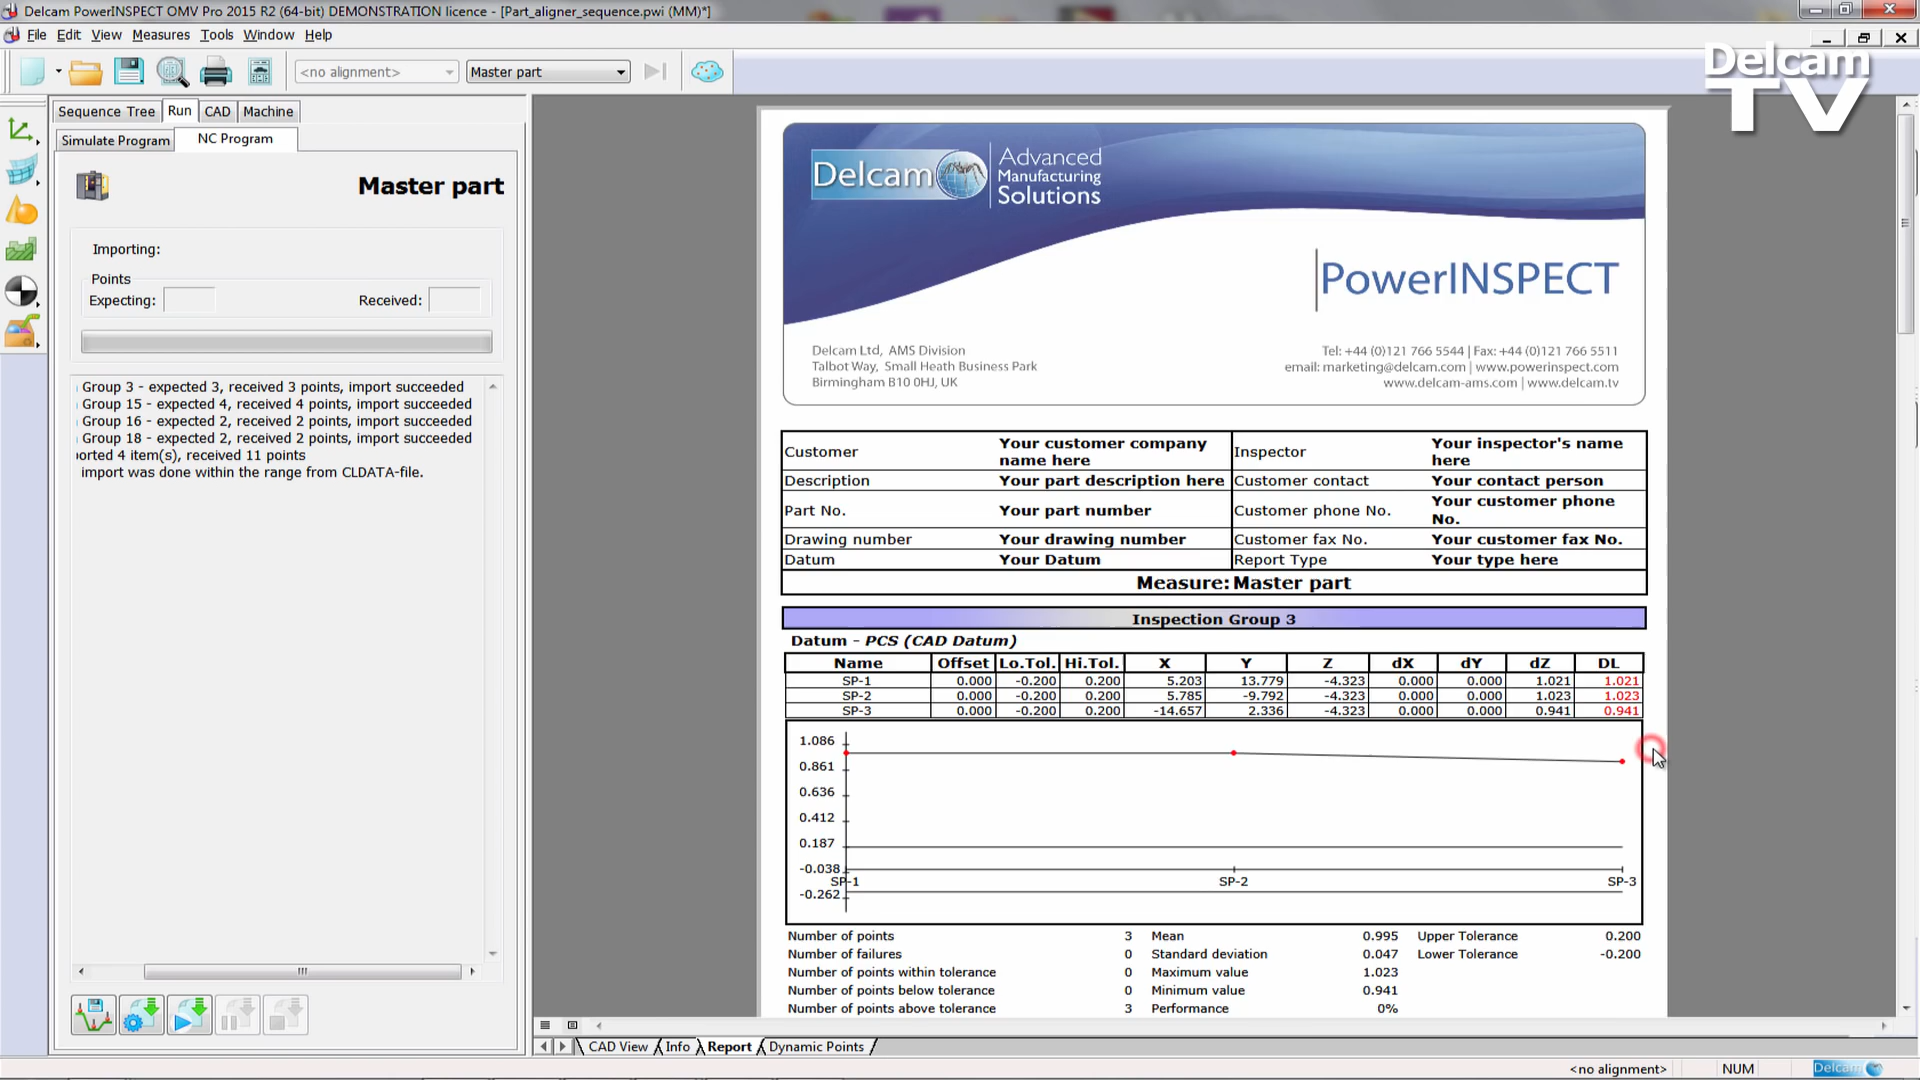 Delcam PowerINSPECT OMV Pro 2015 R2 (64-bit) DEMONSTRATION licence - [Part_aligner_sequence.pwi (MM)*]
File Edit View Measures Tools Window Help
<no alignment> Master part
Delcam
TV
Sequence Tree Run CAD Machine
Simulate Program NC Program
Master part
Importing:
Points
Expecting: Received:
Group 3 - expected 3, received 3 points, import succeeded
Group 15 - expected 4, received 4 points, import succeeded
Group 16 - expected 2, received 2 points, import succeeded
Group 18 - expected 2, received 2 points, import succeeded
orted 4 item(s), received 11 points
import was done within the range from CLDATA-file.
Delcam
Advanced
Manufacturing
Solutions
PowerINSPECT
Delcam Ltd, AMS Division
Talbot Way, Small Heath Business Park
Birmingham B10 0HJ, UK
Tel: +44 (0)121 766 5544 | Fax: +44 (0)121 766 5511
email: marketing@delcam.com | www.powerinspect.com
www.delcam-ams.com | www.delcam.tv
Customer Your customer company name here Inspector Your inspector's name here
Description Your part description here Customer contact Your contact person
Part No. Your part number Customer phone No. Your customer phone No.
Drawing number Your drawing number Customer fax No. Your customer fax No.
Datum Your Datum Report Type Your type here
Measure: Master part
Inspection Group 3
Datum - PCS (CAD Datum)
Name Offset Lo.Tol. Hi.Tol. X Y Z dX dY dZ DL
SP-1 0.000 -0.200 0.200 5.203 13.779 -4.323 0.000 0.000 1.021 1.021
SP-2 0.000 -0.200 0.200 5.785 -9.792 -4.323 0.000 0.000 1.023 1.023
SP-3 0.000 -0.200 0.200 -14.657 2.336 -4.323 0.000 0.000 0.941 0.941
1.086
0.861
0.636
0.412
0.187
-0.038
SP-1 SP-2 SP-3
-0.262
Number of points 3 Mean 0.995 Upper Tolerance 0.200
Number of failures 0 Standard deviation 0.047 Lower Tolerance -0.200
Number of points within tolerance 0 Maximum value 1.023
Number of points below tolerance 0 Minimum value 0.941
Number of points above tolerance 3 Performance 0%
CAD View Info Report Dynamic Points
<no alignment> NUM Delcam